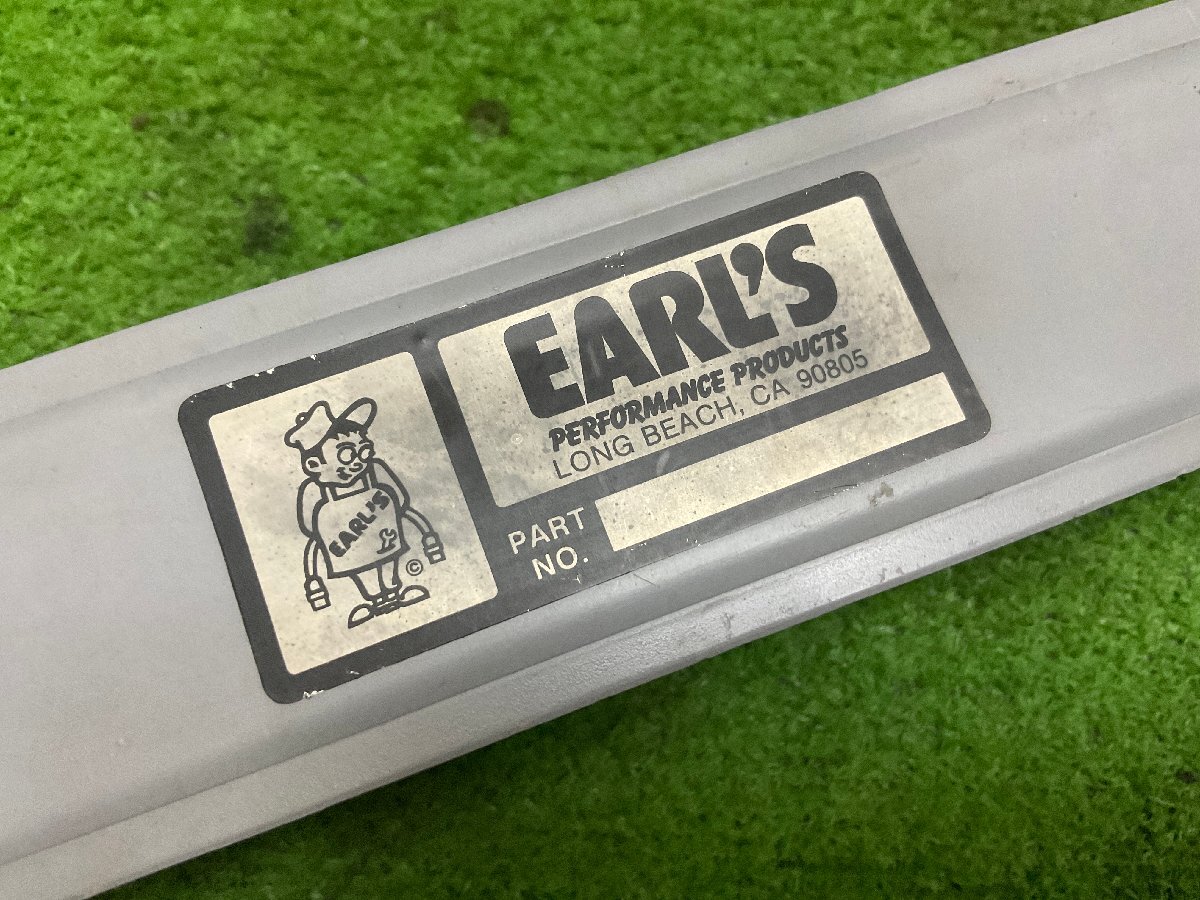 EARL'S
PERFORMANCE PRODUCTS
LONG BEACH, CA 90805
EARL'S
©
PART
NO.